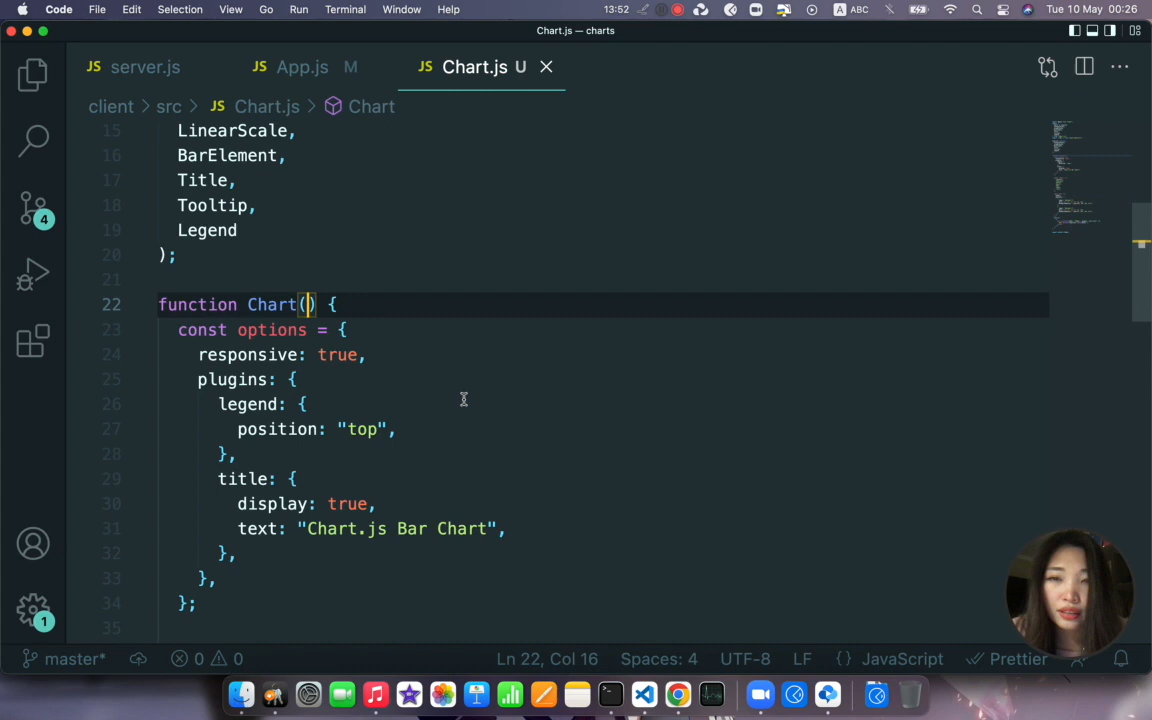 Code File Edit Selection View Go Run Terminal Window Help 13:52 A ABC Tue 10 May 00:26
Chart.js — charts
JS server.js JS App.js M JS Chart.js U
client > src > JS Chart.js > Chart
15 LinearScale,
16 BarElement,
17 Title,
18 Tooltip,
19 Legend
20 );
21
22 function Chart() {
23 const options = {
24 responsive: true,
25 plugins: {
26 legend: {
27 position: "top",
28 },
29 title: {
30 display: true,
31 text: "Chart.js Bar Chart",
32 },
33 },
34 };
35
4
1
master* 0 0 Ln 22, Col 16 Spaces: 4 UTF-8 LF {} JavaScript Prettier